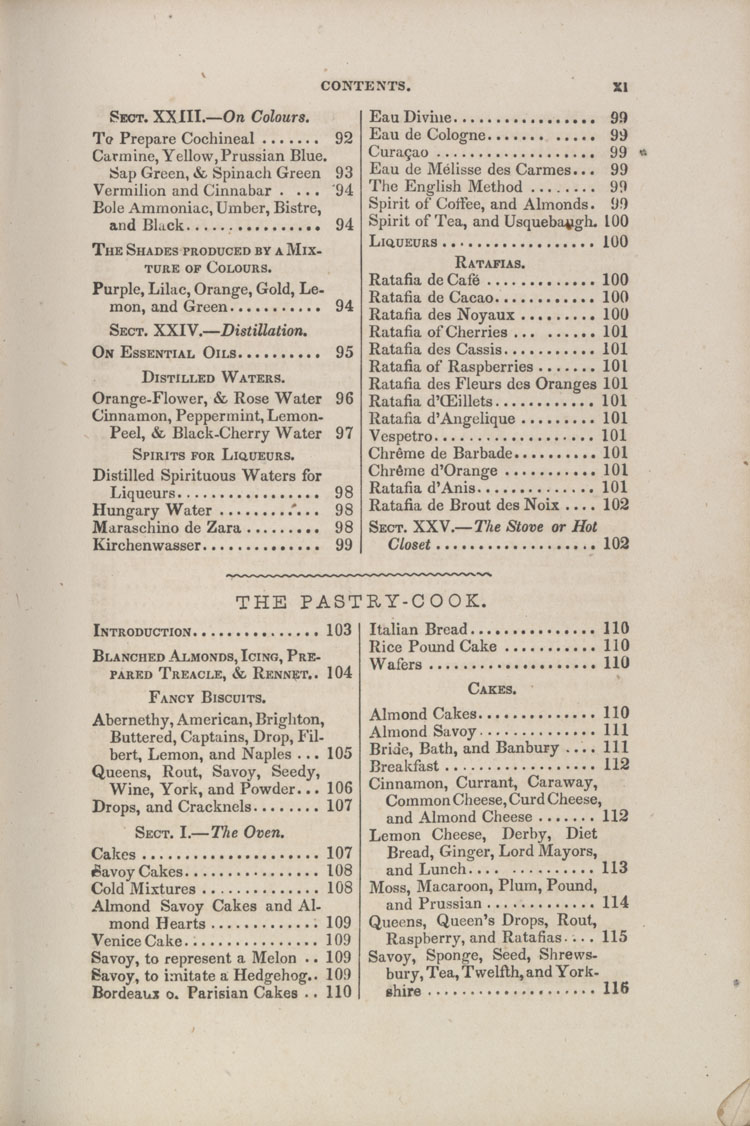 CONTENTS. XI
SECT. XXIII.—On Colours.
To Prepare Cochineal ....... 92
Carmine, Yellow, Prussian Blue.
Sap Green, & Spinach Green 93
Vermilion and Cinnabar . ... 94
Bole Ammoniac, Umber, Bistre,
and Black................ 94
THE SHADES PRODUCED BY A MIX-
TURE OF COLOURS.
Purple, Lilac, Orange, Gold, Le-
mon, and Green........... 94
SECT. XXIV.—Distillation.
ON ESSENTIAL OILS.......... 95
DISTILLED WATERS.
Orange-Flower, & Rose Water 96
Cinnamon, Peppermint, Lemon-
Peel, & Black-Cherry Water 97
SPIRITS FOR LIQUEURS.
Distilled Spirituous Waters for
Liqueurs................. 98
Hungary Water ............ 98
Maraschino de Zara ......... 98
Kirchenwasser.............. 99
Eau Divine................. 99
Eau de Cologne....... ..... 99
Curaçao ................... 99
Eau de Mélisse des Carmes... 99
The English Method ........ 99
Spirit of Coffee, and Almonds. 99
Spirit of Tea, and Usquebaugh. 100
LIQUEURS .................. 100
RATAFIAS.
Ratafia de Café ............. 100
Ratafia de Cacao............ 100
Ratafia des Noyaux ......... 100
Ratafia of Cherries ... ...... 101
Ratafia des Cassis........... 101
Ratafia of Raspberries ....... 101
Ratafia des Fleurs des Oranges 101
Ratafia d'Œillets............ 101
Ratafia d'Angelique ......... 101
Vespetro................... 101
Chrême de Barbade.......... 101
Chrême d'Orange ........... 101
Ratafia d'Anis.............. 101
Ratafia de Brout des Noix .... 102
SECT. XXV.—The Stove or Hot
Closet ................... 102
THE PASTRY-COOK.
INTRODUCTION............... 103
BLANCHED ALMONDS, ICING, PRE-
PARED TREACLE, & RENNET.. 104
FANCY BISCUITS.
Abernethy, American, Brighton,
Buttered, Captains, Drop, Fil-
bert, Lemon, and Naples ... 105
Queens, Rout, Savoy, Seedy,
Wine, York, and Powder... 106
Drops, and Cracknels........ 107
SECT. I.—The Oven.
Cakes ..................... 107
Savoy Cakes................ 108
Cold Mixtures .............. 108
Almond Savoy Cakes and Al-
mond Hearts ............. 109
Venice Cake................ 109
Savoy, to represent a Melon .. 109
Savoy, to imitate a Hedgehog.. 109
Bordeaux o. Parisian Cakes .. 110
Italian Bread............... 110
Rice Pound Cake ........... 110
Wafers .................... 110
CAKES.
Almond Cakes.............. 110
Almond Savoy.............. 111
Bride, Bath, and Banbury .... 111
Breakfast .................. 112
Cinnamon, Currant, Caraway,
Common Cheese, Curd Cheese,
and Almond Cheese ....... 112
Lemon Cheese, Derby, Diet
Bread, Ginger, Lord Mayors,
and Lunch.... .......... 113
Moss, Macaroon, Plum, Pound,
and Prussian ............. 114
Queens, Queen's Drops, Rout,
Raspberry, and Ratafias.... 115
Savoy, Sponge, Seed, Shrews-
bury, Tea, Twelfth, and York-
shire .................... 116